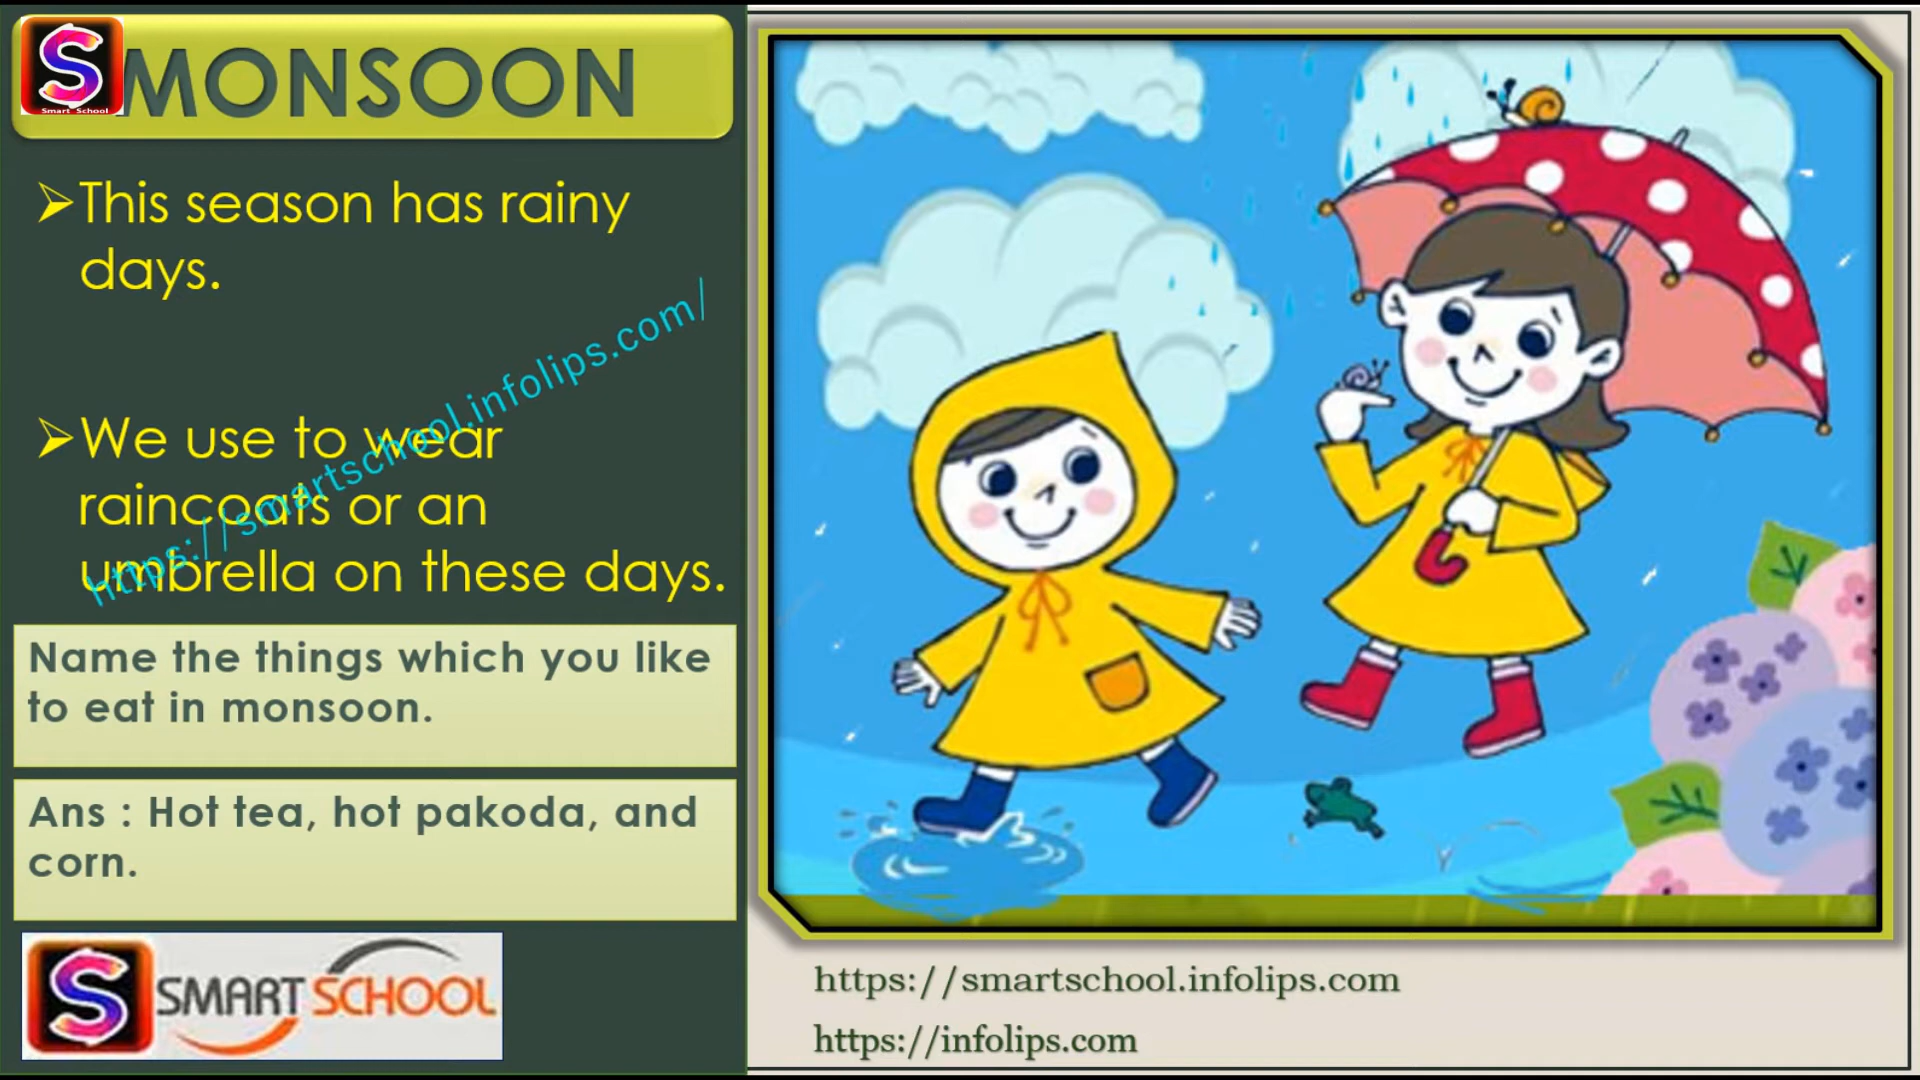 MONSOON
Smart School
➢This season has rainy
days.
➢We use to wear
raincoats or an
umbrella on these days.
https://smartschool.infolips.com/
Name the things which you like
to eat in monsoon.
Ans : Hot tea, hot pakoda, and
corn.
SMART SCHOOL
https://smartschool.infolips.com
https://infolips.com